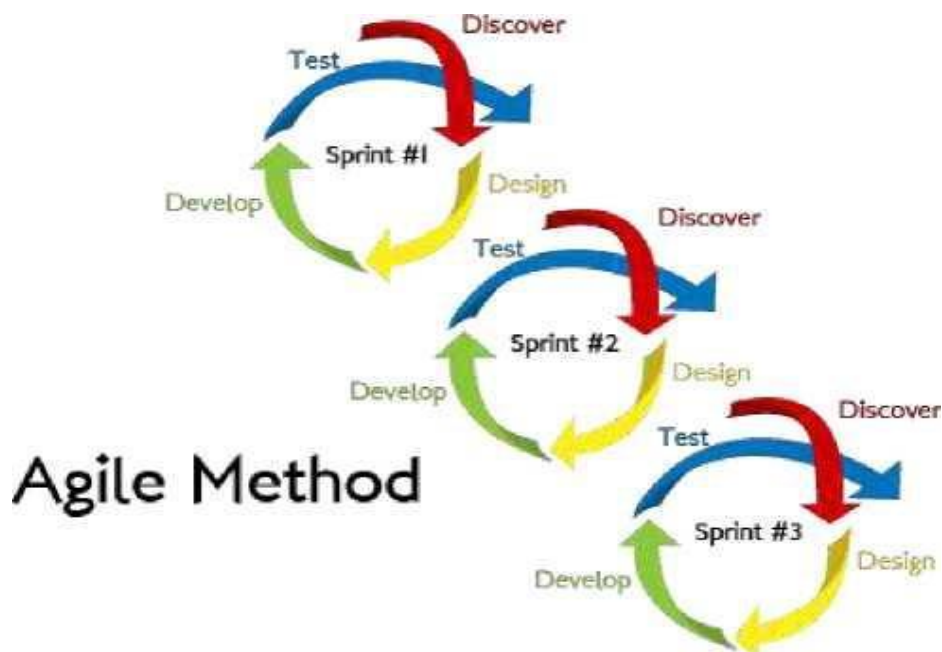 Discover
Test
Sprint #1
Develop
Design
Discover
Test
Sprint #2
Develop
Design
Discover
Test
Agile Method
Sprint #3
Develop
Design